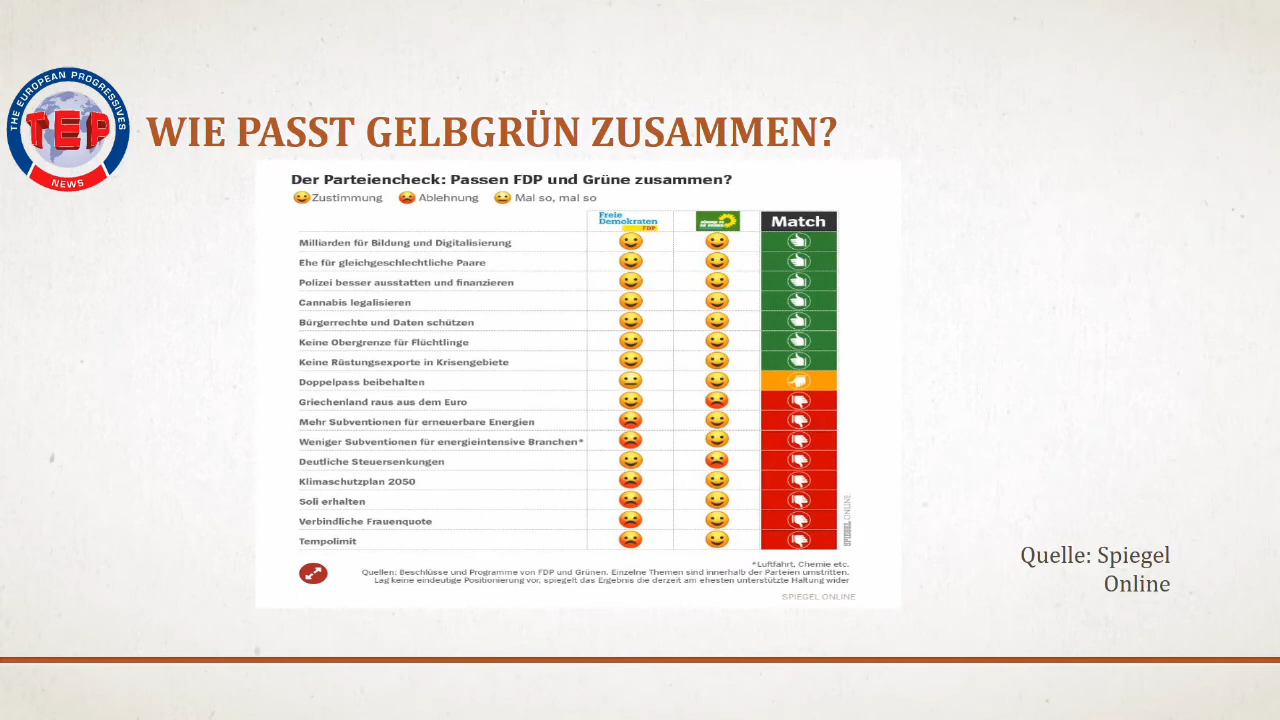 THE EUROPEAN PROGRESSIVES
TEP
NEWS
WIE PASST GELBGRÜN ZUSAMMEN?
Der Parteiencheck: Passen FDP und Grüne zusammen?
Zustimmung Ablehnung Mal so, mal so
Freie
Demokraten
FDP
Match
Milliarden für Bildung und Digitalisierung
Ehe für gleichgeschlechtliche Paare
Polizei besser ausstatten und finanzieren
Cannabis legalisieren
Bürgerrechte und Daten schützen
Keine Obergrenze für Flüchtlinge
Keine Rüstungsexporte in Krisengebiete
Doppelpass beibehalten
Griechenland raus aus dem Euro
Mehr Subventionen für erneuerbare Energien
Weniger Subventionen für energieintensive Branchen*
Deutliche Steuersenkungen
Klimaschutzplan 2050
Soli erhalten
Verbindliche Frauenquote
Tempolimit
SPIEGEL ONLINE
*Luftfahrt, Chemie etc.
Quellen: Beschlüsse und Programme von FDP und Grünen. Einzelne Themen sind innerhalb der Parteien umstritten.
Lag keine eindeutige Positionierung vor, spiegelt das Ergebnis die derzeit am ehesten unterstützte Haltung wider
SPIEGEL ONLINE
Quelle: Spiegel
Online